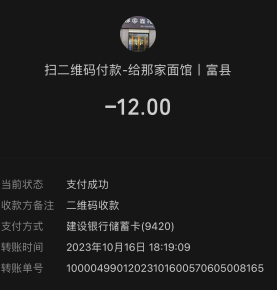 扫二维码付款-给那家面馆丨富县
-12.00
当前状态 支付成功
收款方备注 二维码收款
支付方式 建设银行储蓄卡(9420)
转账时间 2023年10月16日 18:19:09
转账单号 10000499012023101600570605008165